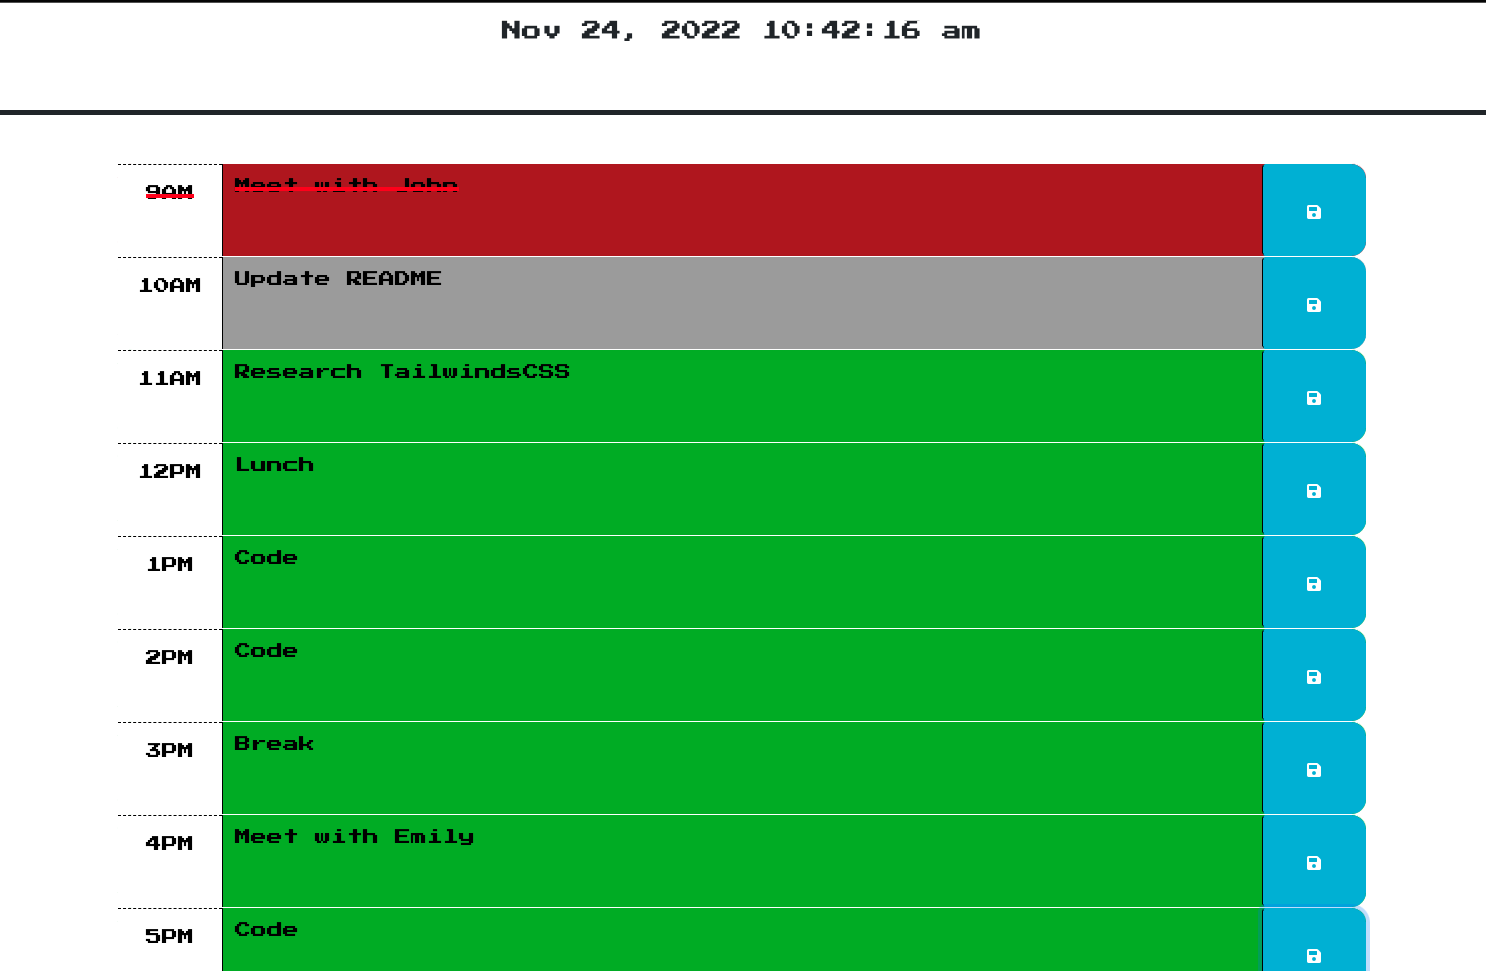 Nov 24, 2022 10:42:16 am
9AM Meet with John
10AM Update README
11AM Research TailwindsCSS
12PM Lunch
1PM Code
2PM Code
3PM Break
4PM Meet with Emily
5PM Code